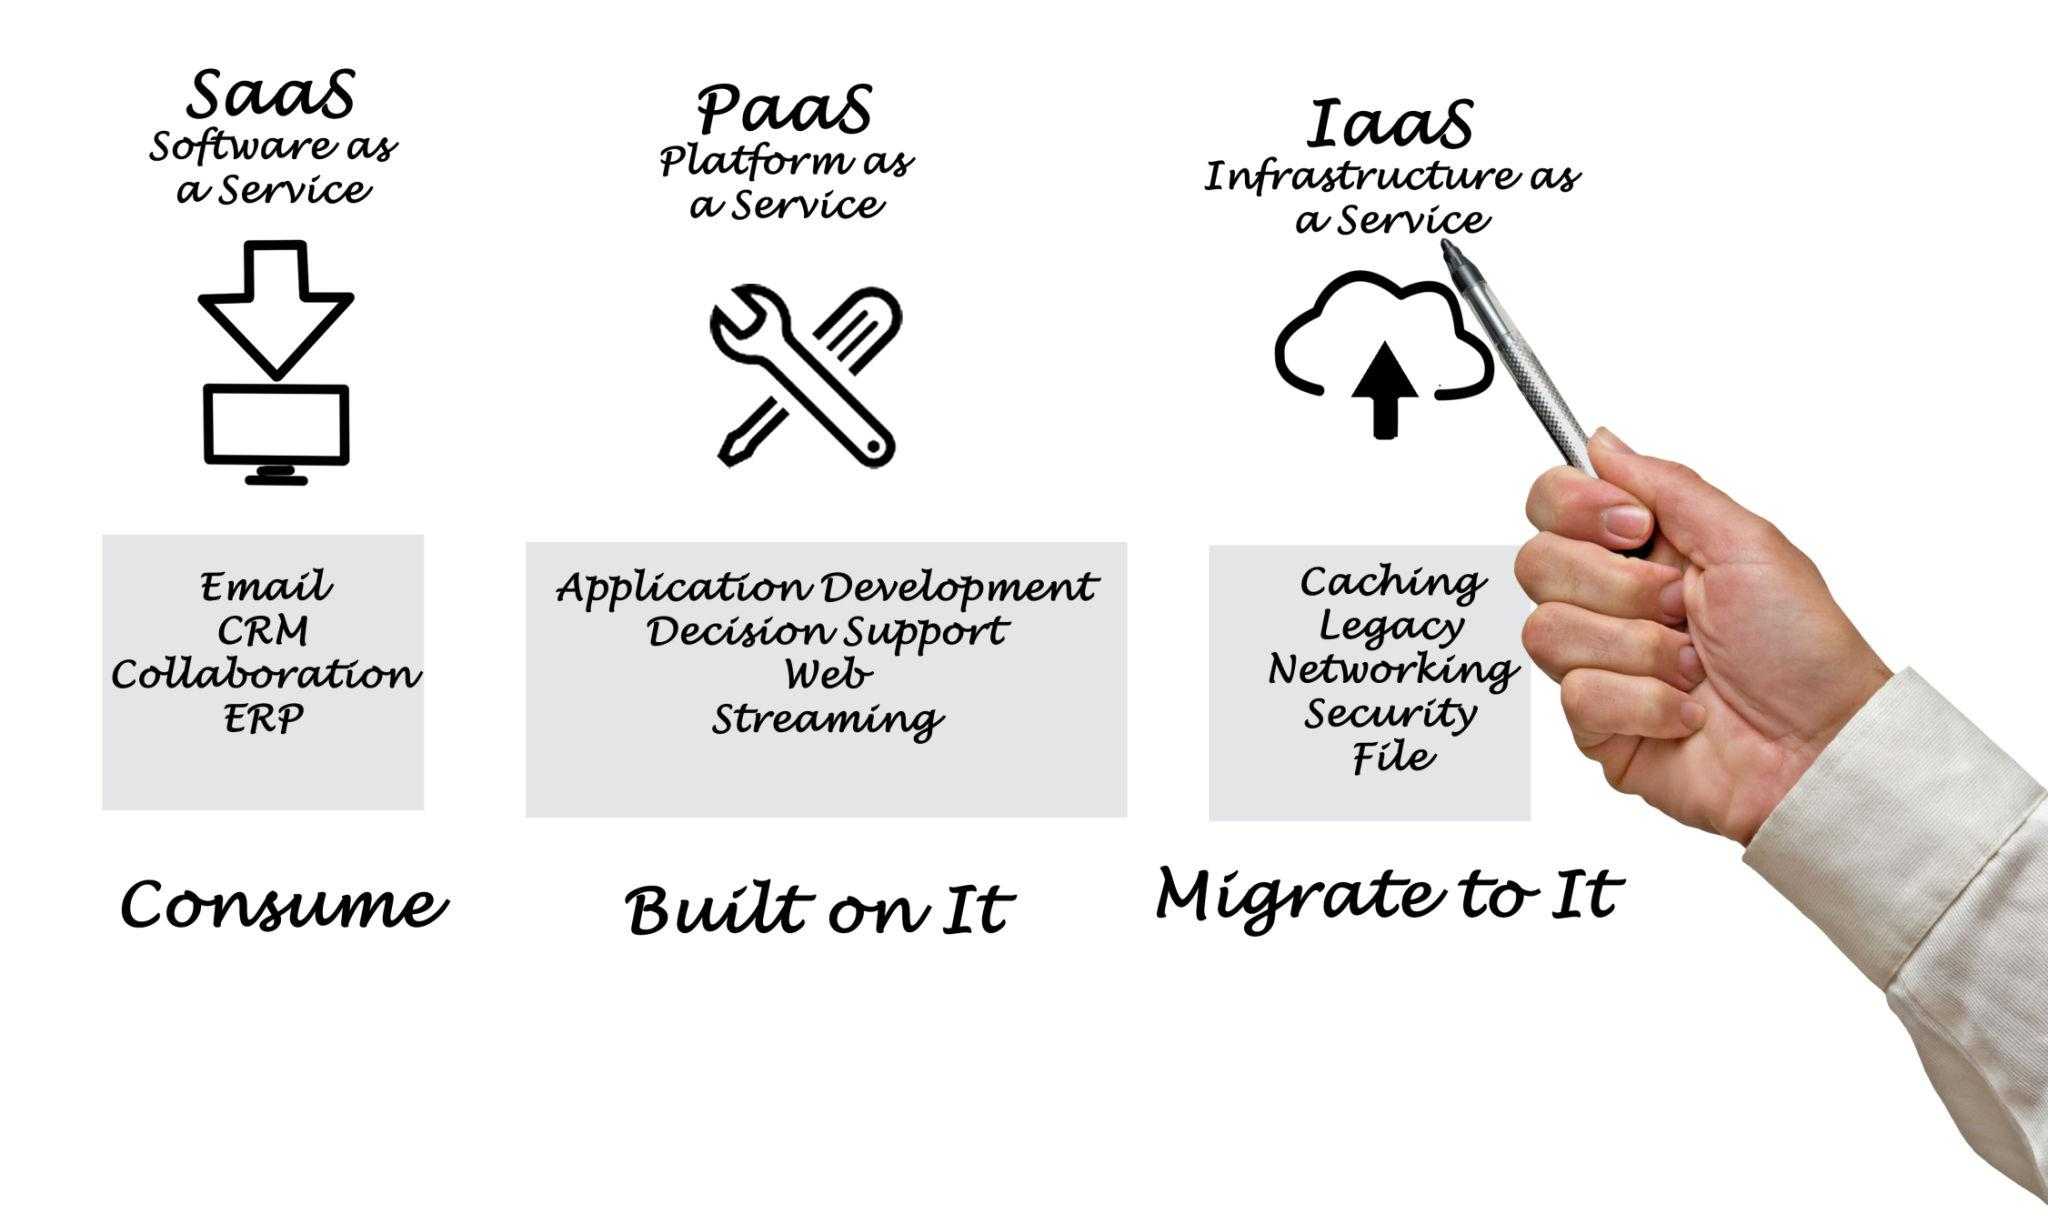 SaaS
Software as
a Service
Email
CRM
Collaboration
ERP
Consume
PaaS
Platform as
a Service
Application Development
Decision Support
Web
Streaming
Built on It
IaaS
Infrastructure as
a Service
Caching
Legacy
Networking
Security
File
Migrate to It